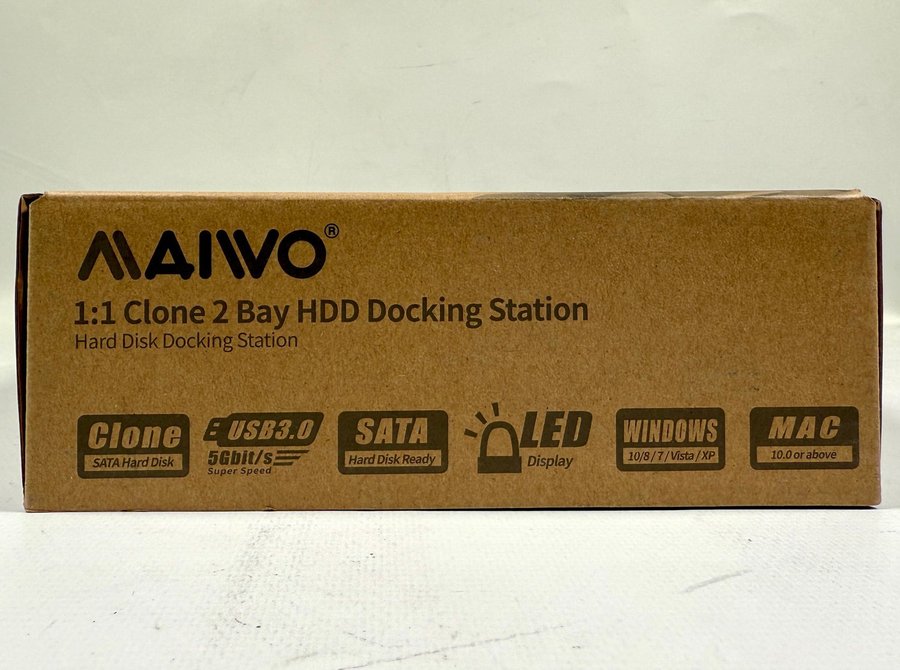 MAIWO®
1:1 Clone 2 Bay HDD Docking Station
Hard Disk Docking Station
Clone
SATA Hard Disk
USB3.0
5Gbit/s
Super Speed
SATA
Hard Disk Ready
LED
Display
WINDOWS
10/8/7/Vista/XP
MAC
10.0 or above